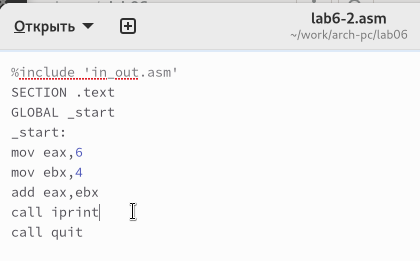 Открыть
lab6-2.asm
~/work/arch-pc/lab06
%include 'in_out.asm'
SECTION .text
GLOBAL _start
_start:
mov eax,6
mov ebx,4
add eax,ebx
call iprint
call quit